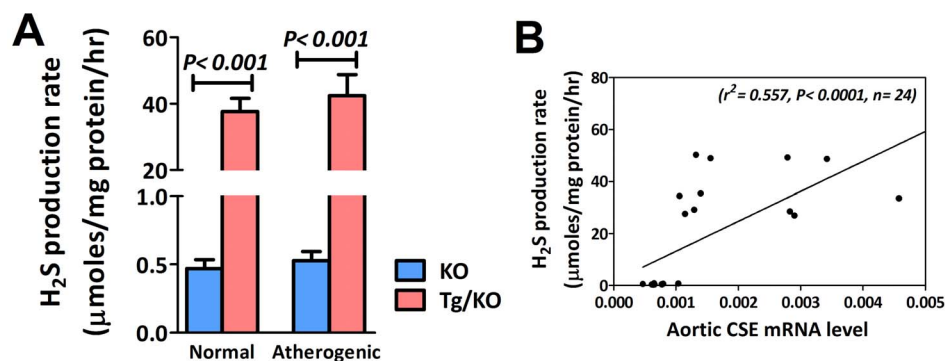 A
H₂S production rate
(μmoles/mg protein/hr)
60
40
20
1.0
0.5
0.0
P< 0.001
P< 0.001
Normal
Atherogenic
KO
Tg/KO
B
H₂S production rate
(μmoles/mg protein/hr)
80
60
40
20
0
(r²= 0.557, P< 0.0001, n= 24)
0.000 0.001 0.002 0.003 0.004 0.005
Aortic CSE mRNA level